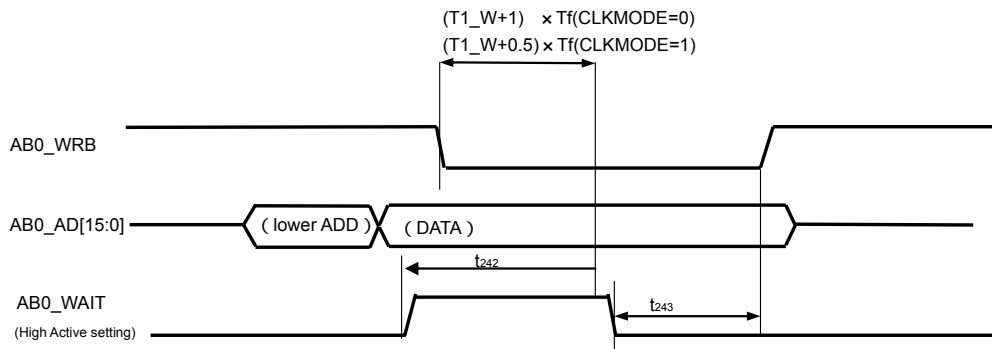 (T1_W+1) × Tf(CLKMODE=0)
(T1_W+0.5) × Tf(CLKMODE=1)
AB0_WRB
AB0_AD[15:0]
( lower ADD )
( DATA )
t242
AB0_WAIT
(High Active setting)
t243